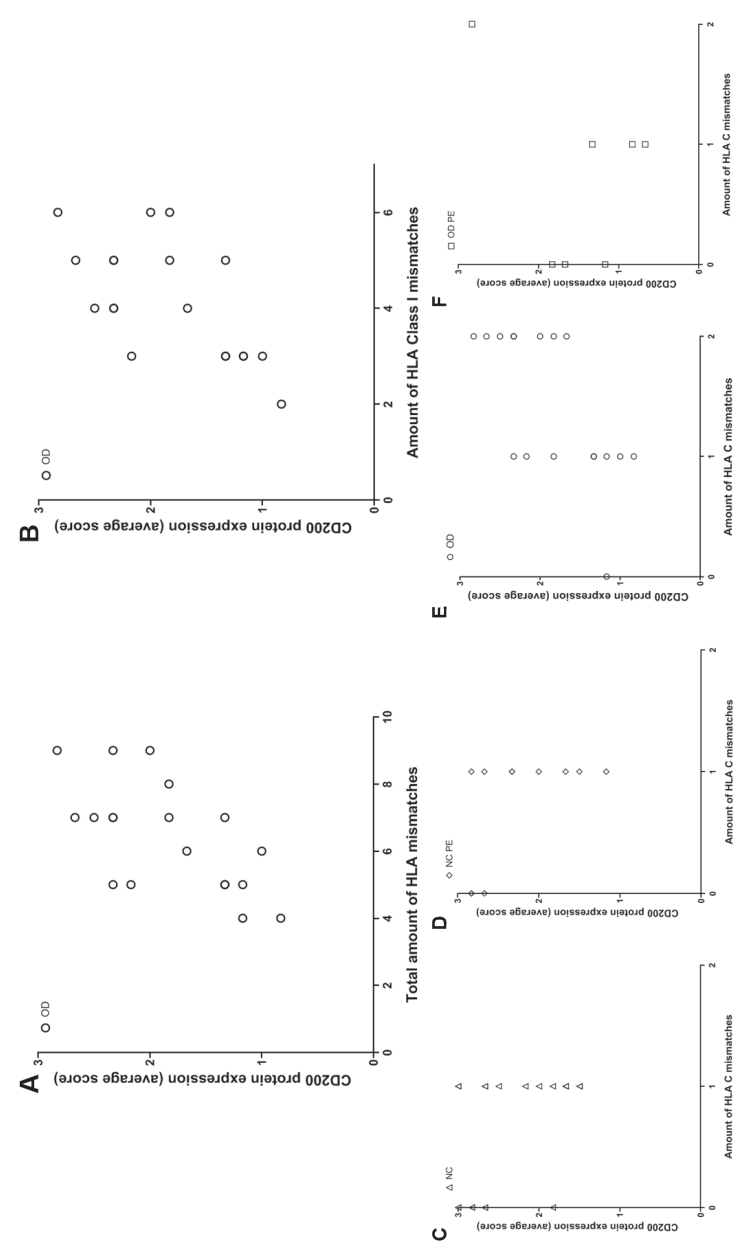 A
CD200 protein expression (average score)
3
2
1
0
OD
0
2
4
6
8
10
Total amount of HLA mismatches
B
CD200 protein expression (average score)
3
2
1
0
OD
0
2
4
6
Amount of HLA Class I mismatches
C
CD200 protein expression (average score)
3
2
1
0
NC
0
1
2
Amount of HLA C mismatches
D
CD200 protein expression (average score)
3
2
1
0
NC PE
0
1
2
Amount of HLA C mismatches
E
CD200 protein expression (average score)
3
2
1
0
OD
0
1
2
Amount of HLA C mismatches
F
CD200 protein expression (average score)
3
2
1
0
OD PE
0
1
2
Amount of HLA C mismatches